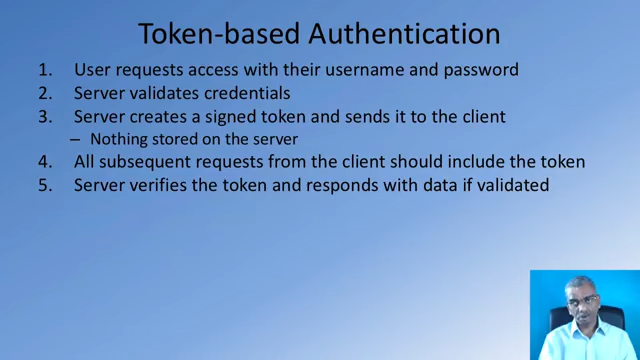 Token-based Authentication
1. User requests access with their username and password
2. Server validates credentials
3. Server creates a signed token and sends it to the client
– Nothing stored on the server
4. All subsequent requests from the client should include the token
5. Server verifies the token and responds with data if validated